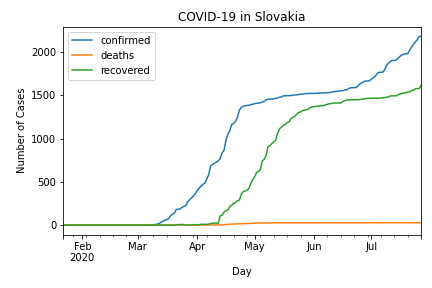 COVID-19 in Slovakia
confirmed
deaths
recovered
Number of Cases
2000
1500
1000
500
0
Feb Mar Apr May Jun Jul
2020
Day